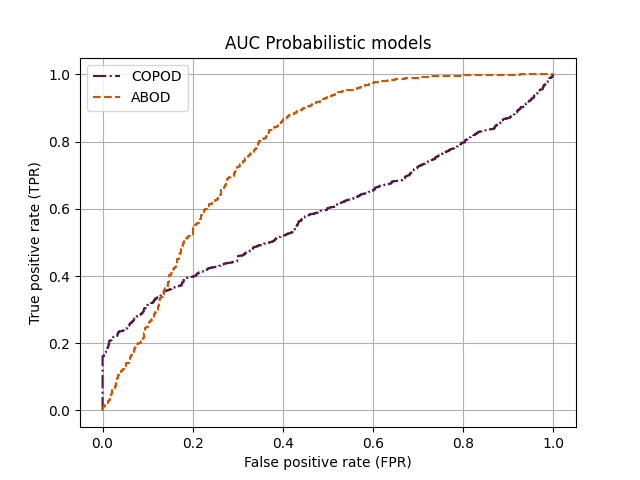 AUC Probabilistic models
COPOD
ABOD
True positive rate (TPR)
1.0
0.8
0.6
0.4
0.2
0.0
0.0 0.2 0.4 0.6 0.8 1.0
False positive rate (FPR)